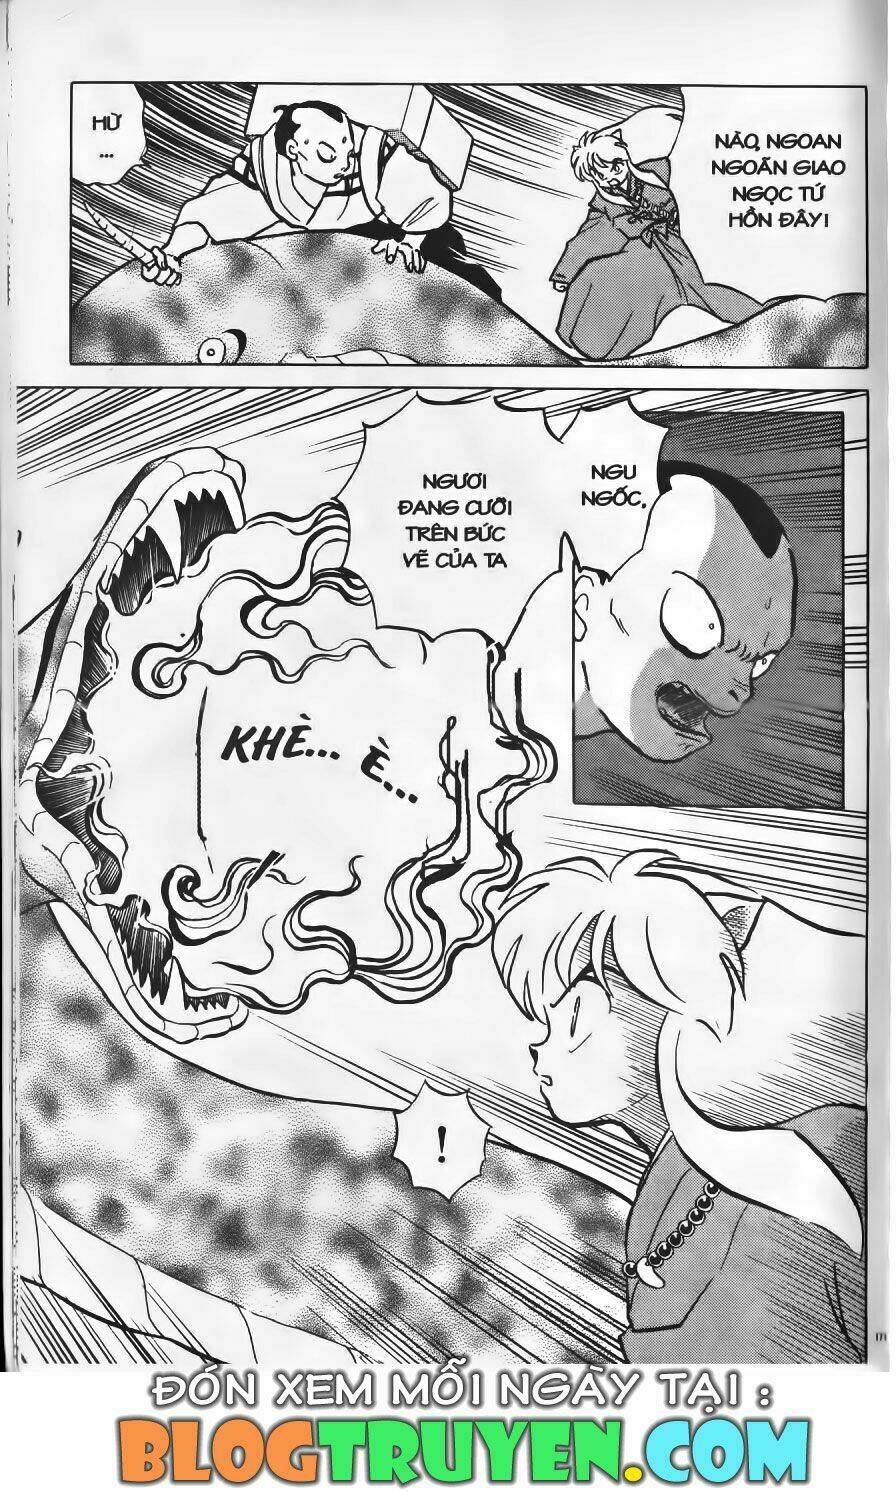 NÀO, NGOAN
NGOÃN GIAO
NGỌC TỨ
HỒN ĐÂY!
HỪ
...
NGU
NGỐC.
NGƯƠI
ĐANG CƯỠI
TRÊN BỨC
VẼ CỦA TA
KHÈ... È...
!
171
ĐÓN XEM MỖI NGÀY TẠI :
BLOGTRUYEN.COM